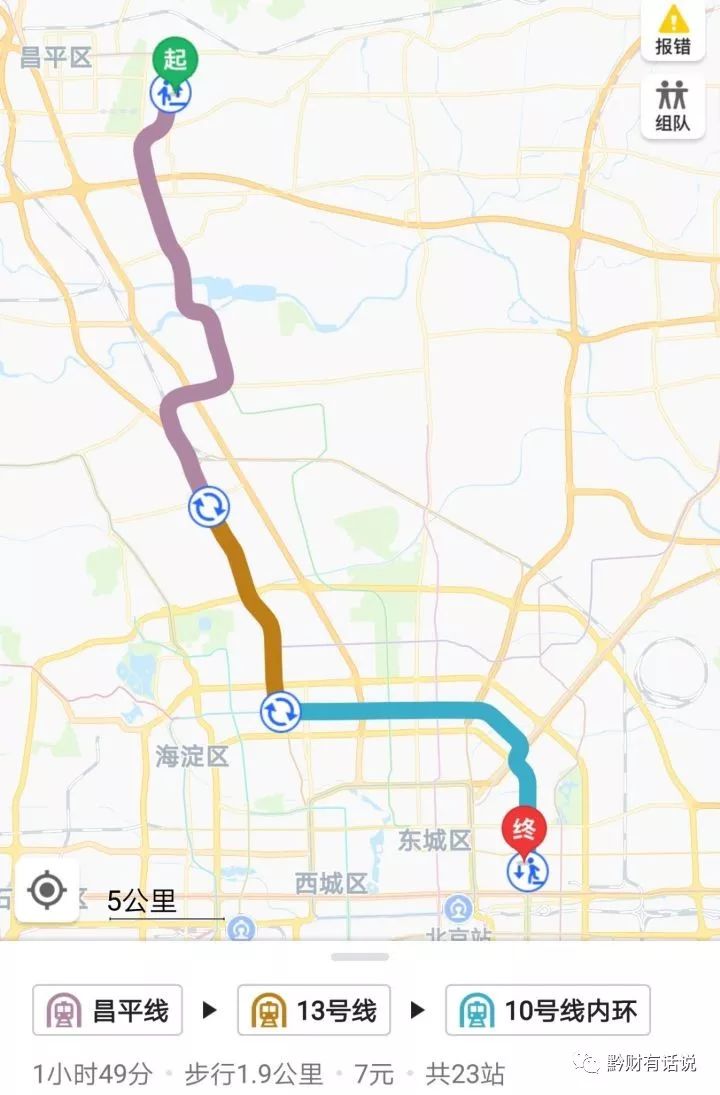 昌平区
起
报错
组队
海淀区
东城区
终
西城区
5公里
区
北京站
昌平线
13号线
10号线内环
1小时49分 · 步行1.9公里 · 7元 · 共23站
黔财有话说